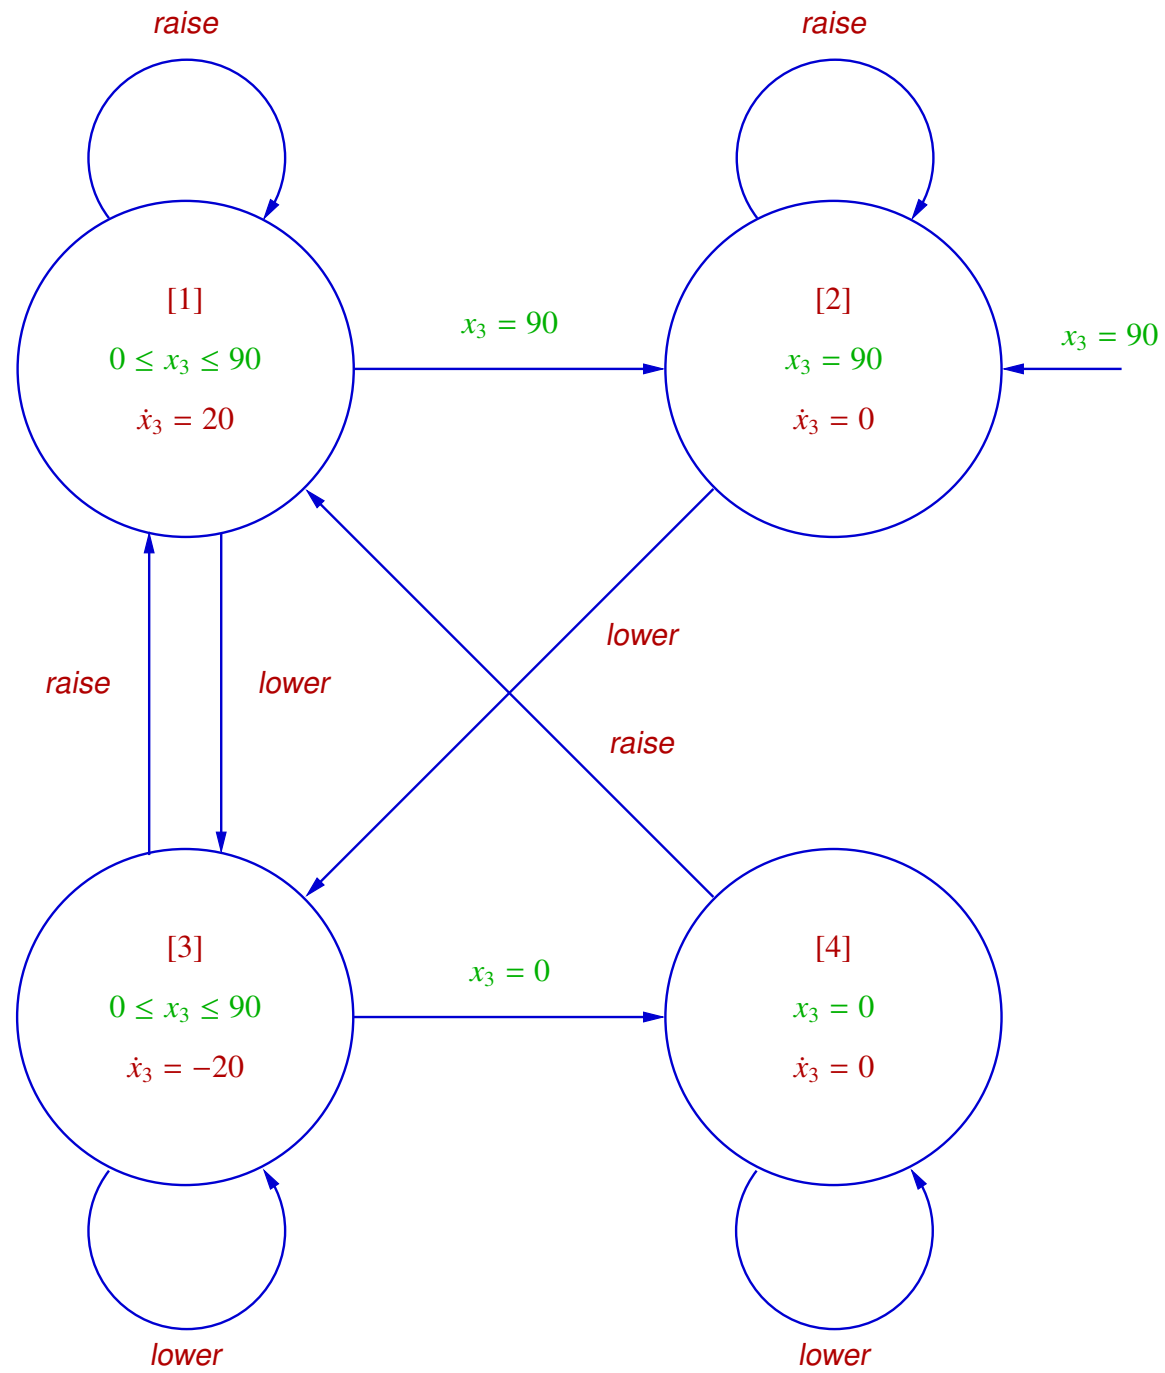 raise
raise
[1]
0 ≤ x₃ ≤ 90
ẋ₃ = 20
x₃ = 90
[2]
x₃ = 90
ẋ₃ = 0
x₃ = 90
lower
raise
lower
raise
[3]
0 ≤ x₃ ≤ 90
ẋ₃ = −20
x₃ = 0
[4]
x₃ = 0
ẋ₃ = 0
lower
lower